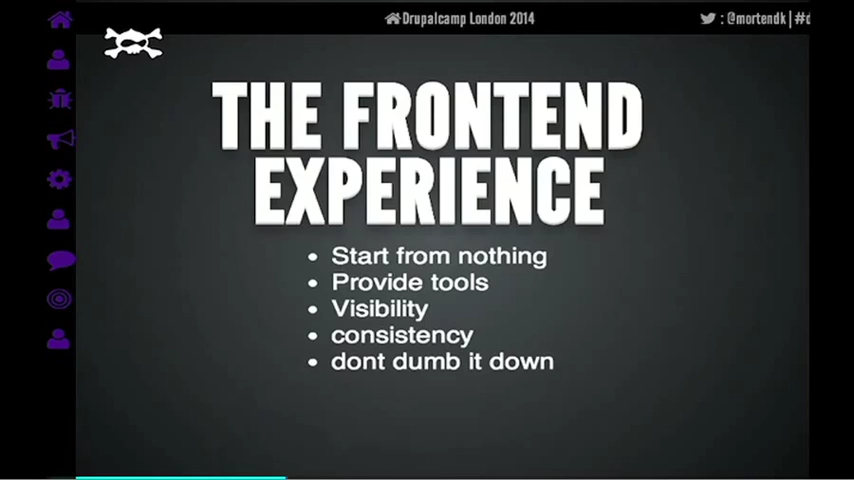 Drupalcamp London 2014
: @mortendk | #d
THE FRONTEND
EXPERIENCE
• Start from nothing
• Provide tools
• Visibility
• consistency
• dont dumb it down